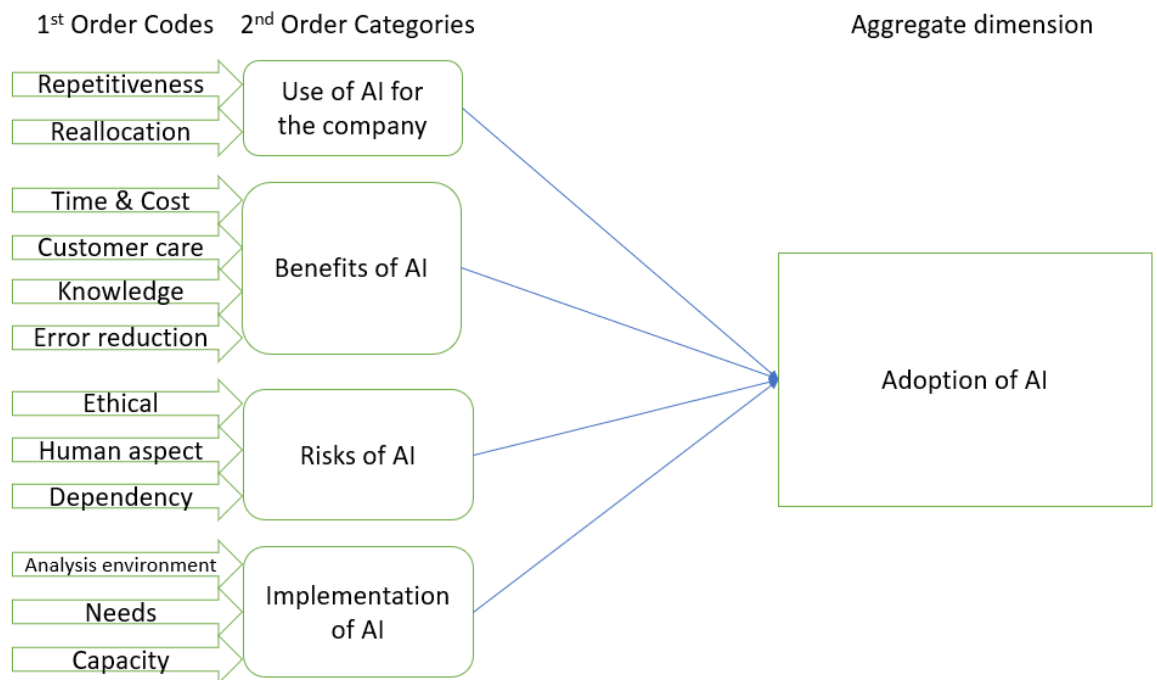 1st Order Codes
2nd Order Categories
Aggregate dimension
Repetitiveness
Reallocation
Use of AI for
the company
Time & Cost
Customer care
Knowledge
Error reduction
Benefits of AI
Ethical
Human aspect
Dependency
Risks of AI
Analysis environment
Needs
Capacity
Implementation
of AI
Adoption of AI